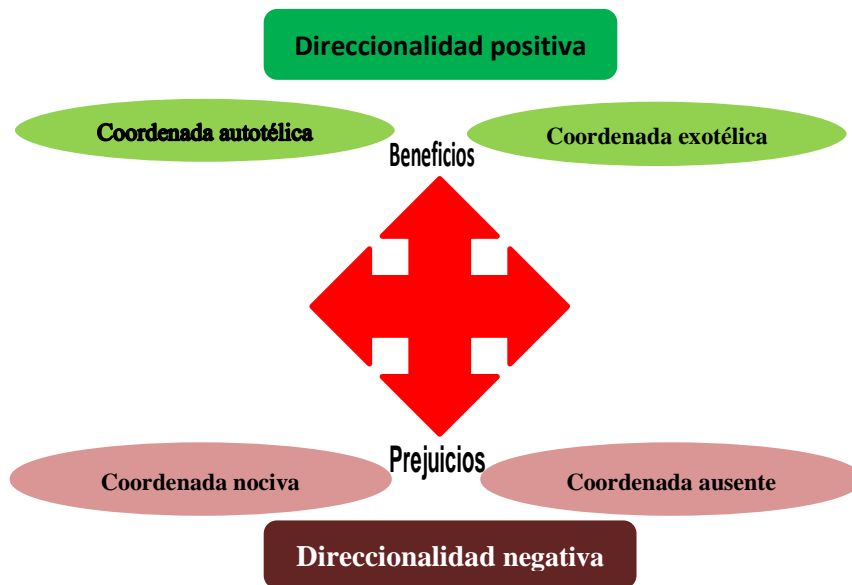 Direccionalidad positiva
Coordenada autotélica
Coordenada exotélica
Beneficios
Prejuicios
Coordenada nociva
Coordenada ausente
Direccionalidad negativa